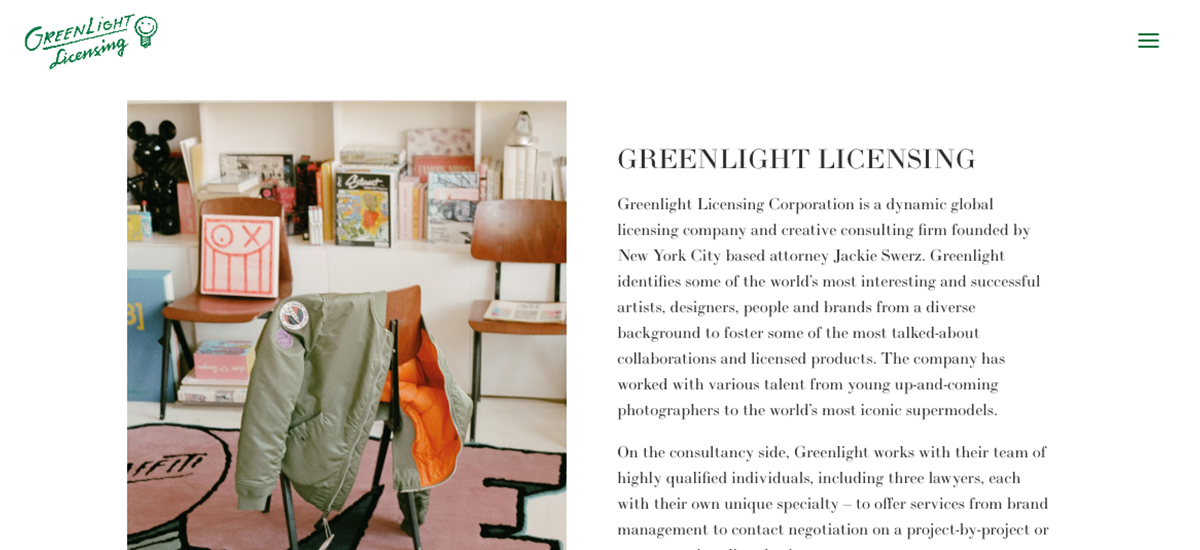 GREENLIGHT
Licensing
GREENLIGHT LICENSING
Greenlight Licensing Corporation is a dynamic global
licensing company and creative consulting firm founded by
New York City based attorney Jackie Swerz. Greenlight
identifies some of the world's most interesting and successful
artists, designers, people and brands from a diverse
background to foster some of the most talked-about
collaborations and licensed products. The company has
worked with various talent from young up-and-coming
photographers to the world's most iconic supermodels.
On the consultancy side, Greenlight works with their team of
highly qualified individuals, including three lawyers, each
with their own unique specialty – to offer services from brand
management to contact negotiation on a project-by-project or